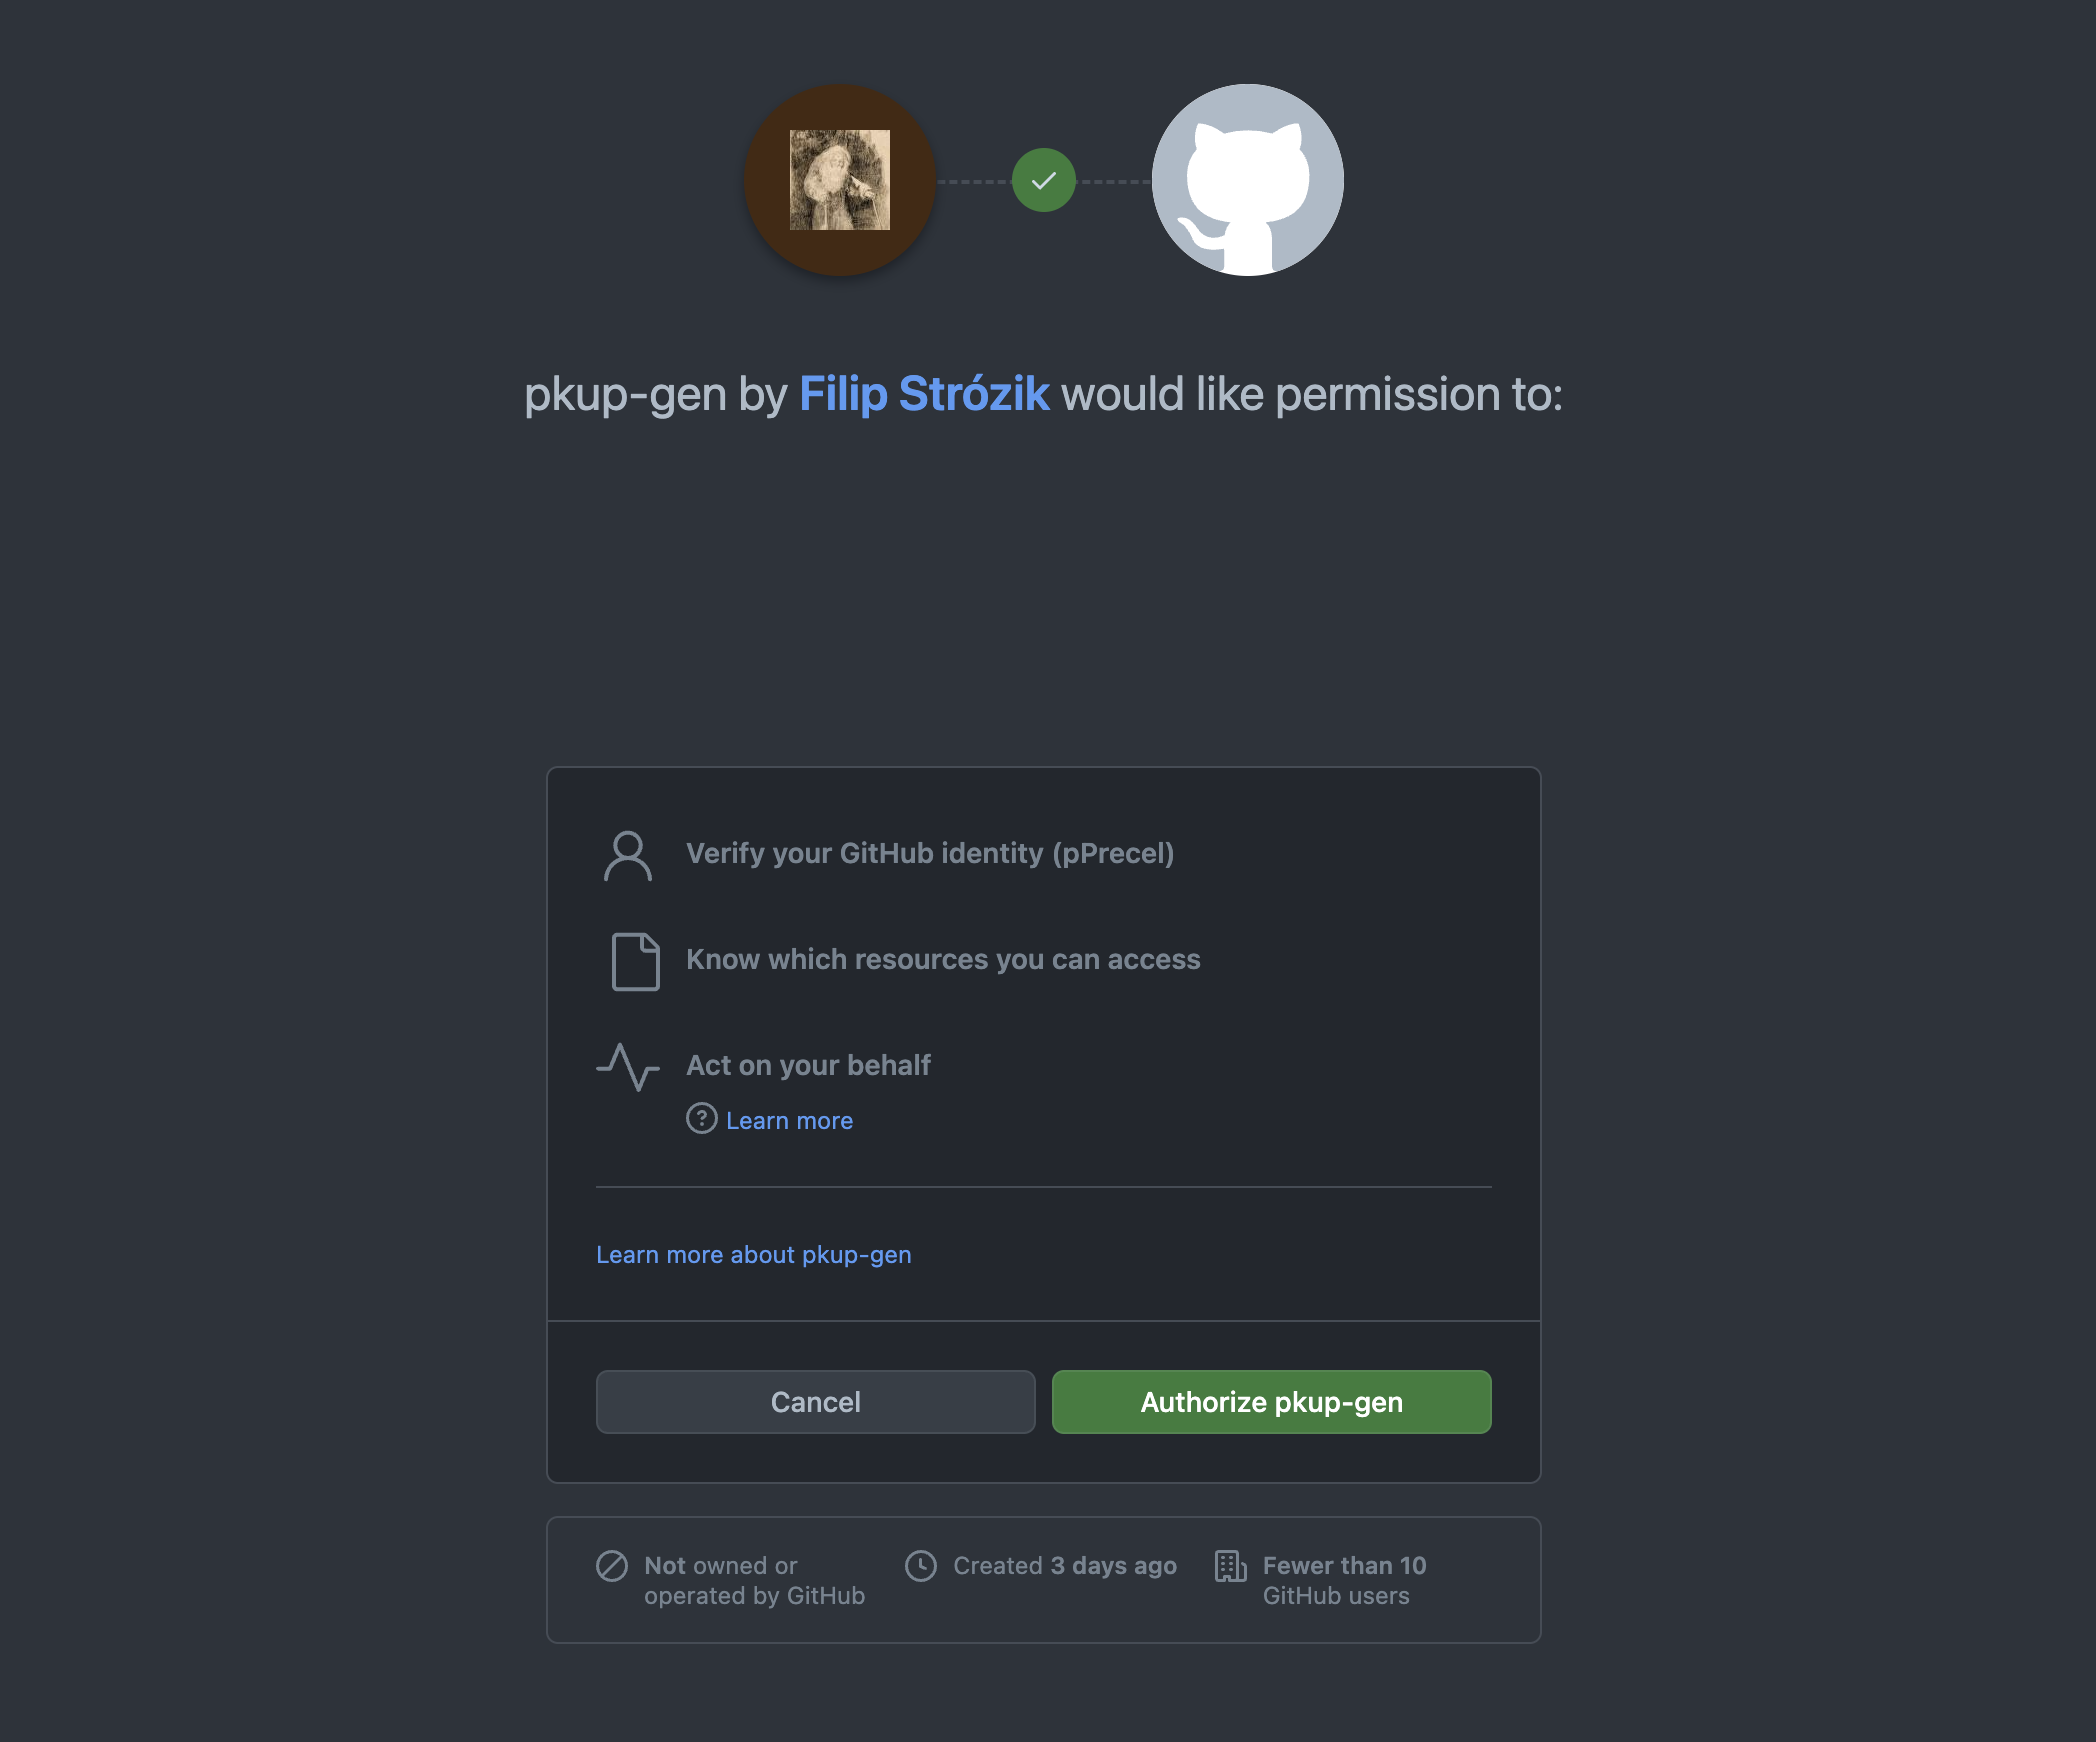 pkup-gen by Filip Strózik would like permission to:
Verify your GitHub identity (pPrecel)
Know which resources you can access
Act on your behalf
Learn more
Learn more about pkup-gen
Cancel
Authorize pkup-gen
Not owned or
operated by GitHub
Created 3 days ago
Fewer than 10
GitHub users